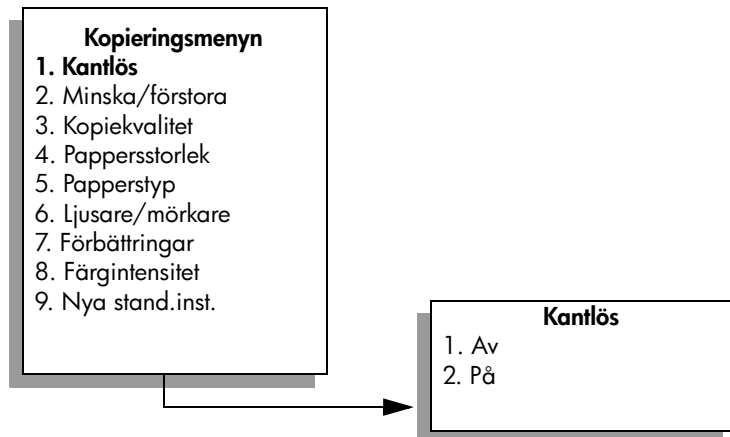 Kopieringsmenyn
1. Kantlös
2. Minska/förstora
3. Kopiekvalitet
4. Pappersstorlek
5. Papperstyp
6. Ljusare/mörkare
7. Förbättringar
8. Färgintensitet
9. Nya stand.inst.
Kantlös
1. Av
2. På